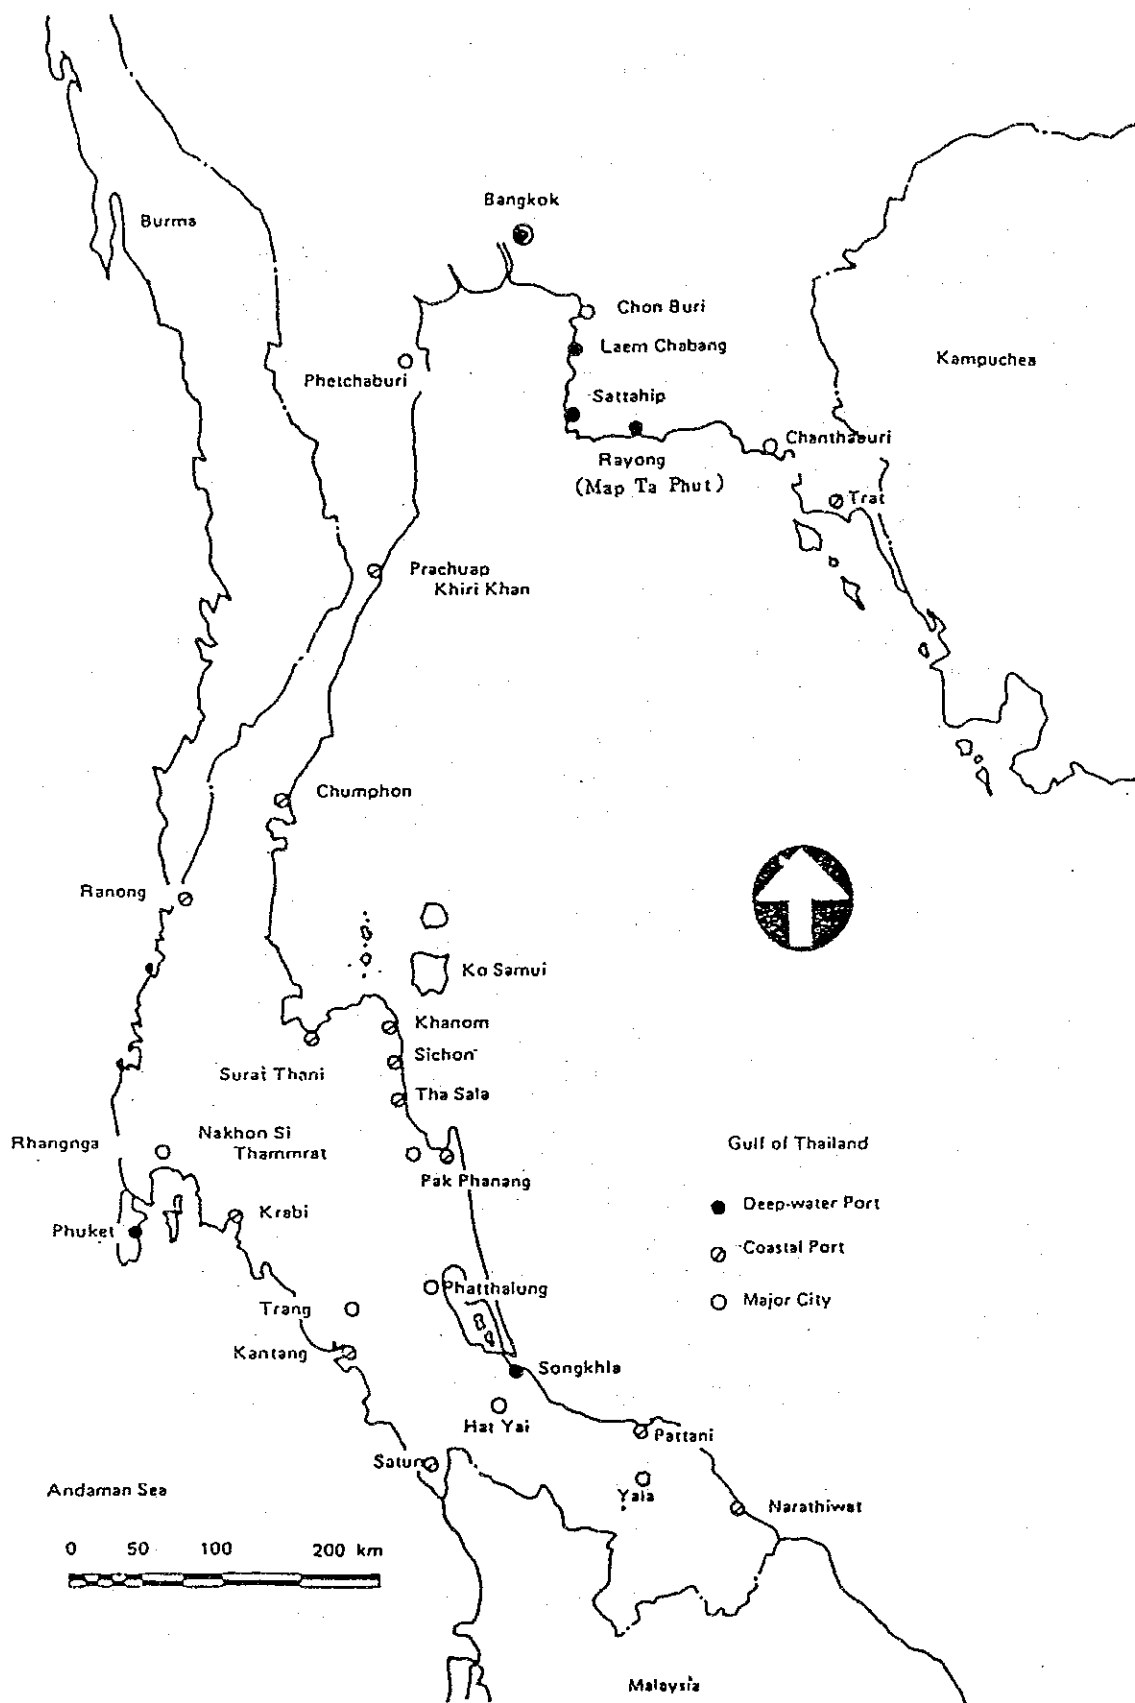 Bangkok
Burma
Chon Buri
Laem Chabang
Kampuchea
Phetchaburi
Sattahip
Chanthaburi
Rayong
(Map Ta Phut)
Trat
Prachuap
Khiri Khan
Chumphon
Ranong
Ko Samui
Khanom
Sichon
Surat Thani
Tha Sala
Nakhon Si
Thammrat
Rhangnga
Gulf of Thailand
Pak Phanang
Deep-water Port
Krabi
Phuket
Coastal Port
Phatthalung
Major City
Trang
Kantang
Songkhla
Hat Yai
Pattani
Satun
Andaman Sea
Yala
Narathiwat
0 50 100 200 km
Malaysia